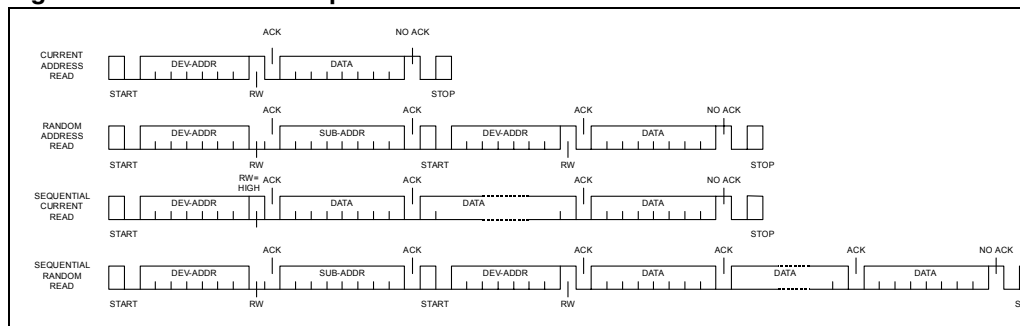 ACK NO ACK
CURRENT
ADDRESS
READ
DEV-ADDR DATA
START RW STOP
ACK ACK ACK NO ACK
RANDOM
ADDRESS
READ
DEV-ADDR SUB-ADDR DEV-ADDR DATA
START RW START RW STOP
RW=
HIGH
ACK ACK ACK NO ACK
SEQUENTIAL
CURRENT
READ
DEV-ADDR DATA DATA DATA
START STOP
ACK ACK ACK ACK ACK NO ACK
SEQUENTIAL
RANDOM
READ
DEV-ADDR SUB-ADDR DEV-ADDR DATA DATA DATA
START RW START RW